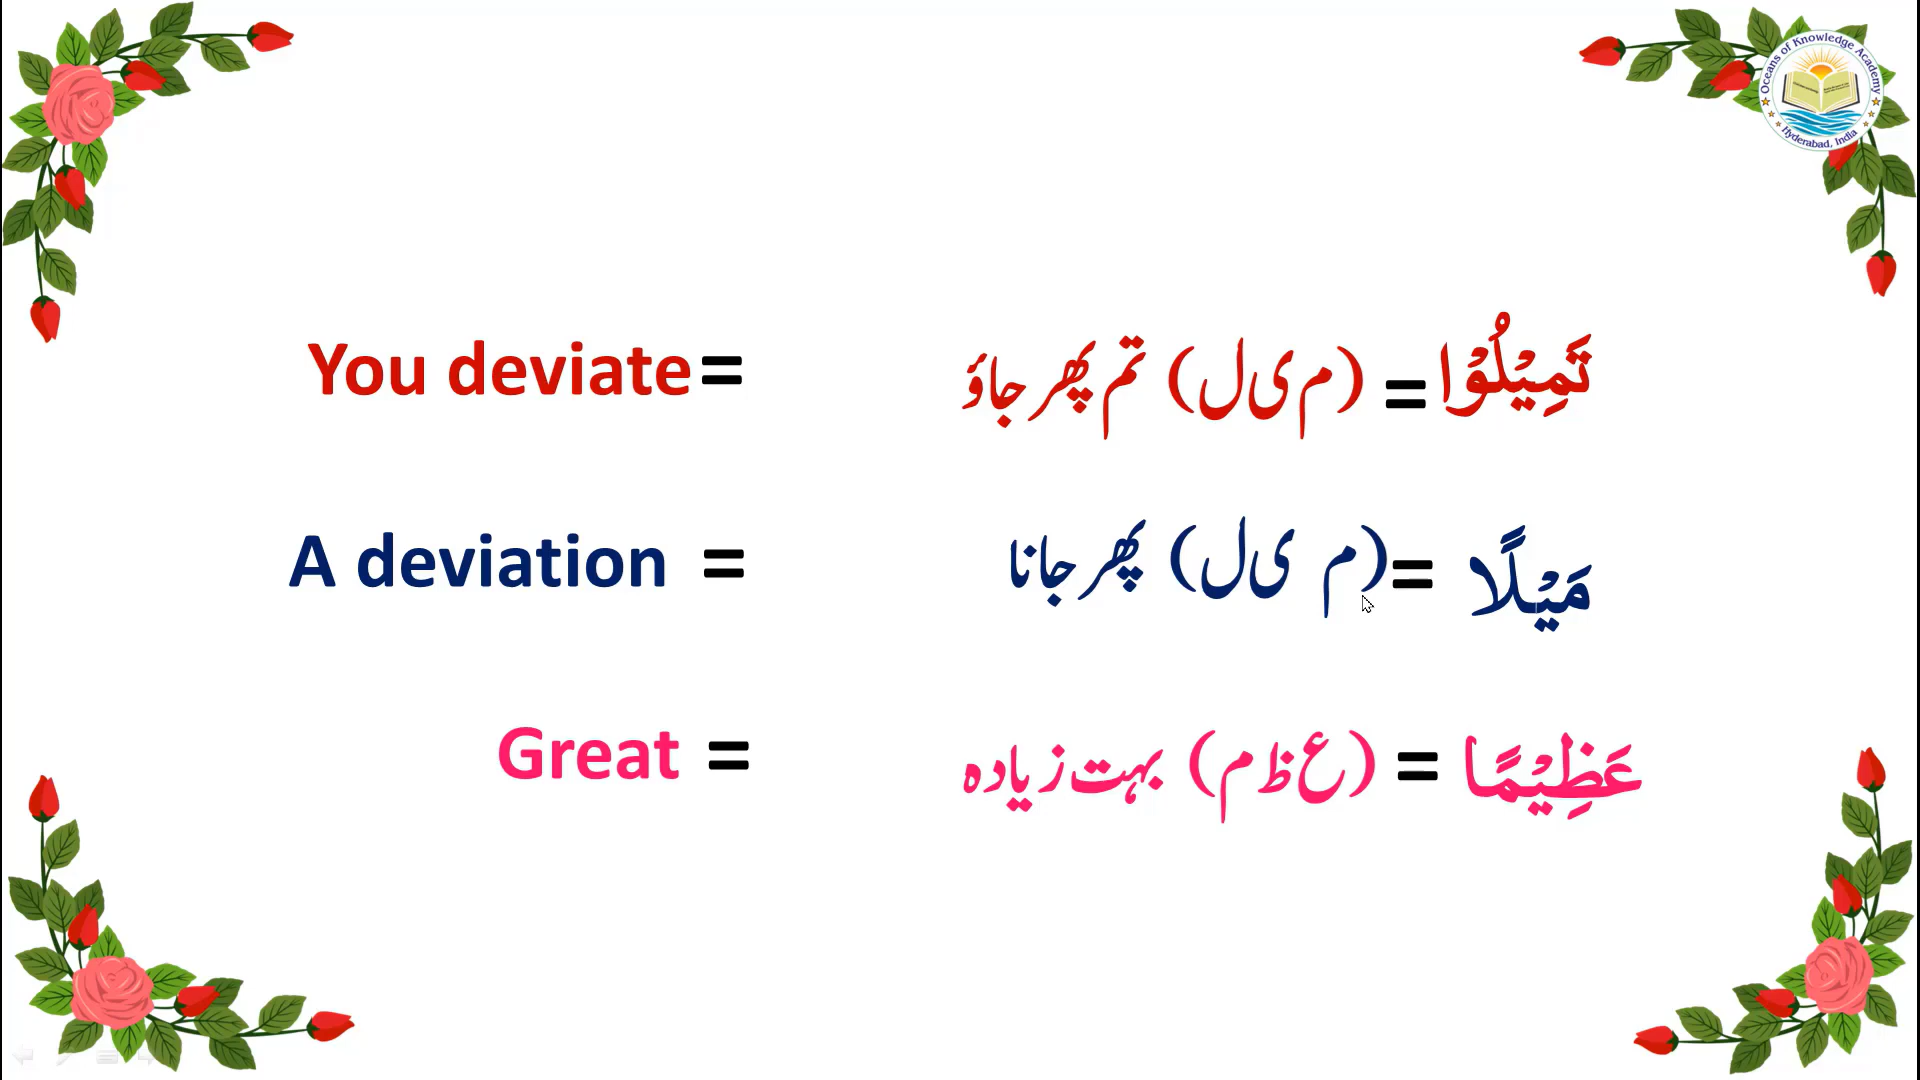 Oceans of Knowledge Academy
Hyderabad, India
تَمِيْلُوْا = (م ی ل) تم پھر جاؤ = You deviate
مَيْلًا = (م ی ل) پھر جانا = A deviation
عَظِيْمًا = (ع ظ م) بہت زیادہ = Great